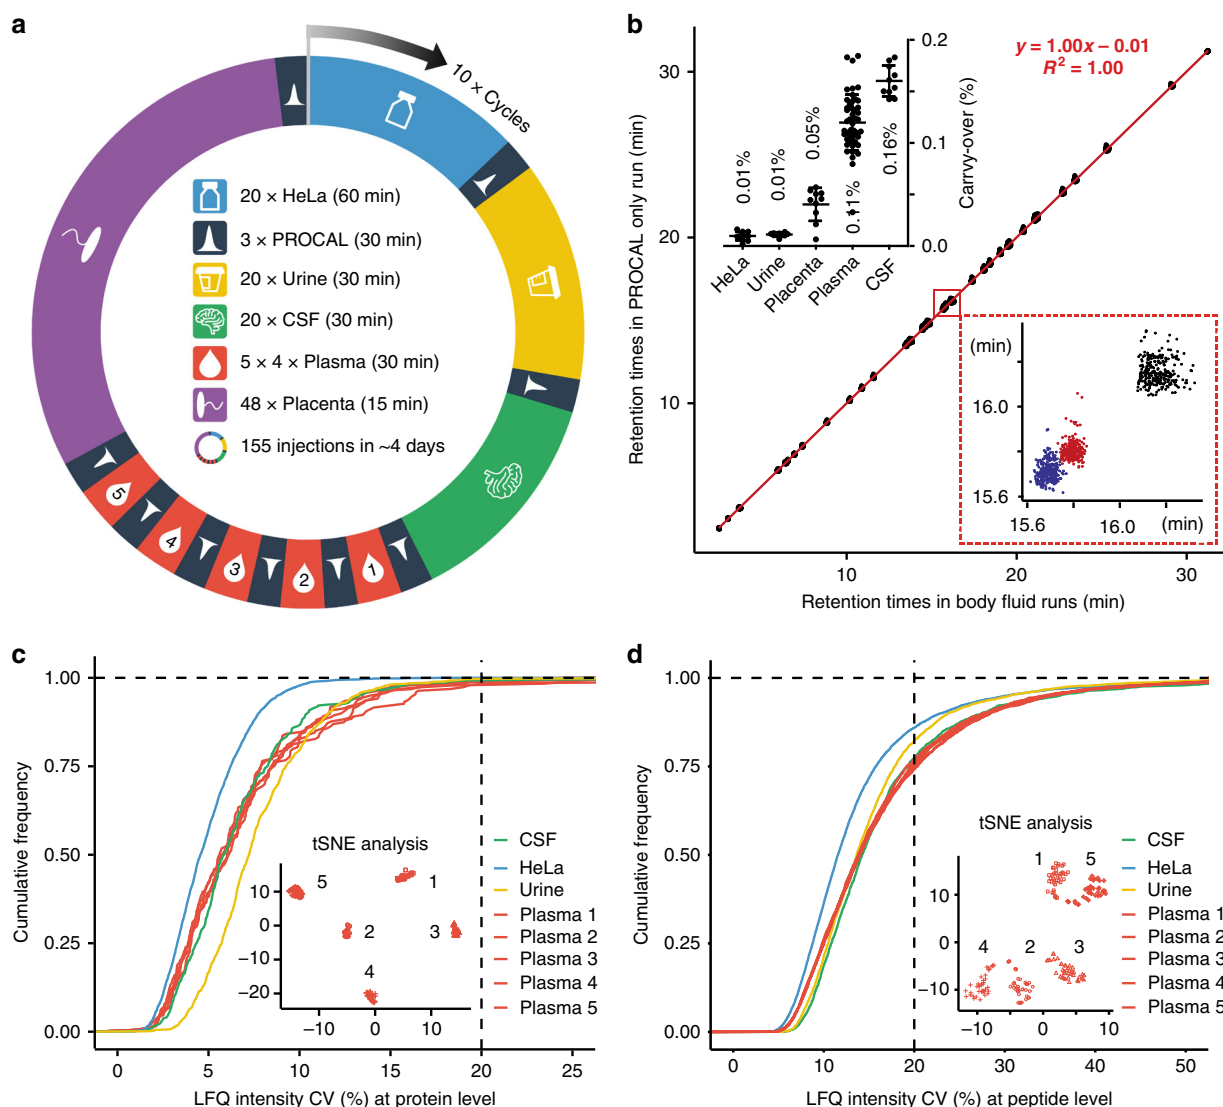 a
10 × Cycles
20 × HeLa (60 min)
3 × PROCAL (30 min)
20 × Urine (30 min)
20 × CSF (30 min)
5 × 4 × Plasma (30 min)
48 × Placenta (15 min)
155 injections in ~4 days
5
4
3
2
1
b
y = 1.00x – 0.01
R² = 1.00
Retention times in PROCAL only run (min)
30
20
10
10
20
30
Retention times in body fluid runs (min)
0.01%
0.01%
0.05%
0.11%
0.16%
HeLa
Urine
Placenta
Plasma
CSF
0.2
0.1
0.0
Carrvy-over (%)
(min)
16.0
15.6
15.6
16.0
(min)
c
1.00
0.75
0.50
0.25
0.00
Cumulative frequency
0
5
10
15
20
25
LFQ intensity CV (%) at protein level
tSNE analysis
5
1
2
3
4
10
0
−10
−20
−10
0
10
CSF
HeLa
Urine
Plasma 1
Plasma 2
Plasma 3
Plasma 4
Plasma 5
d
1.00
0.75
0.50
0.25
0.00
Cumulative frequency
0
10
20
30
40
50
LFQ intensity CV (%) at peptide level
tSNE analysis
1
5
4
2
3
10
0
−10
−10
0
10
CSF
HeLa
Urine
Plasma 1
Plasma 2
Plasma 3
Plasma 4
Plasma 5